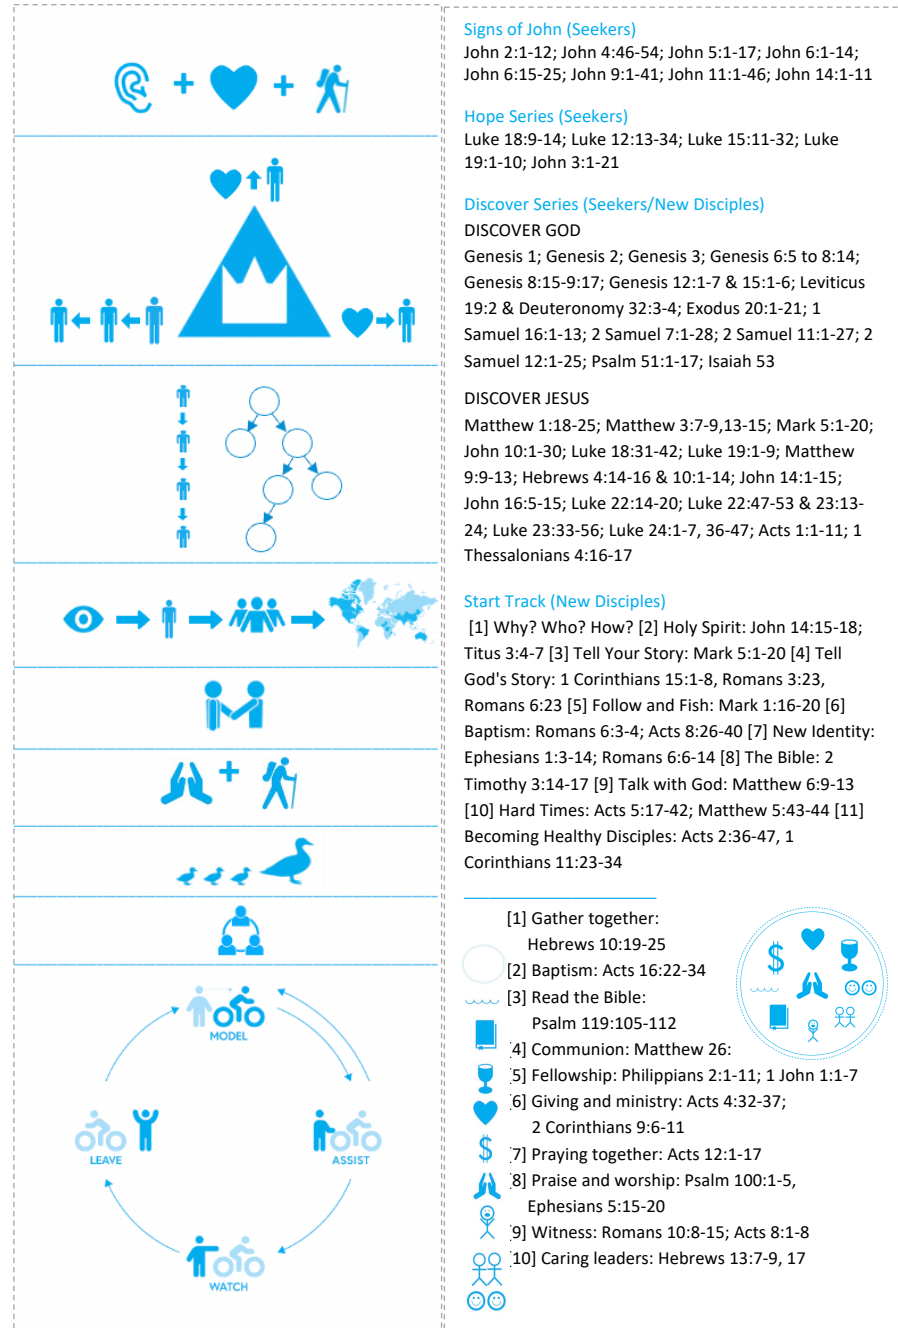 MODEL
LEAVE
ASSIST
WATCH
Signs of John (Seekers)
John 2:1-12; John 4:46-54; John 5:1-17; John 6:1-14;
John 6:15-25; John 9:1-41; John 11:1-46; John 14:1-11
Hope Series (Seekers)
Luke 18:9-14; Luke 12:13-34; Luke 15:11-32; Luke
19:1-10; John 3:1-21
Discover Series (Seekers/New Disciples)
DISCOVER GOD
Genesis 1; Genesis 2; Genesis 3; Genesis 6:5 to 8:14;
Genesis 8:15-9:17; Genesis 12:1-7 & 15:1-6; Leviticus
19:2 & Deuteronomy 32:3-4; Exodus 20:1-21; 1
Samuel 16:1-13; 2 Samuel 7:1-28; 2 Samuel 11:1-27; 2
Samuel 12:1-25; Psalm 51:1-17; Isaiah 53
DISCOVER JESUS
Matthew 1:18-25; Matthew 3:7-9,13-15; Mark 5:1-20;
John 10:1-30; Luke 18:31-42; Luke 19:1-9; Matthew
9:9-13; Hebrews 4:14-16 & 10:1-14; John 14:1-15;
John 16:5-15; Luke 22:14-20; Luke 22:47-53 & 23:13-
24; Luke 23:33-56; Luke 24:1-7, 36-47; Acts 1:1-11; 1
Thessalonians 4:16-17
Start Track (New Disciples)
[1] Why? Who? How? [2] Holy Spirit: John 14:15-18;
Titus 3:4-7 [3] Tell Your Story: Mark 5:1-20 [4] Tell
God's Story: 1 Corinthians 15:1-8, Romans 3:23,
Romans 6:23 [5] Follow and Fish: Mark 1:16-20 [6]
Baptism: Romans 6:3-4; Acts 8:26-40 [7] New Identity:
Ephesians 1:3-14; Romans 6:6-14 [8] The Bible: 2
Timothy 3:14-17 [9] Talk with God: Matthew 6:9-13
[10] Hard Times: Acts 5:17-42; Matthew 5:43-44 [11]
Becoming Healthy Disciples: Acts 2:36-47, 1
Corinthians 11:23-34
[1] Gather together:
Hebrews 10:19-25
[2] Baptism: Acts 16:22-34
[3] Read the Bible:
Psalm 119:105-112
[4] Communion: Matthew 26:
[5] Fellowship: Philippians 2:1-11; 1 John 1:1-7
[6] Giving and ministry: Acts 4:32-37;
2 Corinthians 9:6-11
[7] Praying together: Acts 12:1-17
[8] Praise and worship: Psalm 100:1-5,
Ephesians 5:15-20
[9] Witness: Romans 10:8-15; Acts 8:1-8
[10] Caring leaders: Hebrews 13:7-9, 17